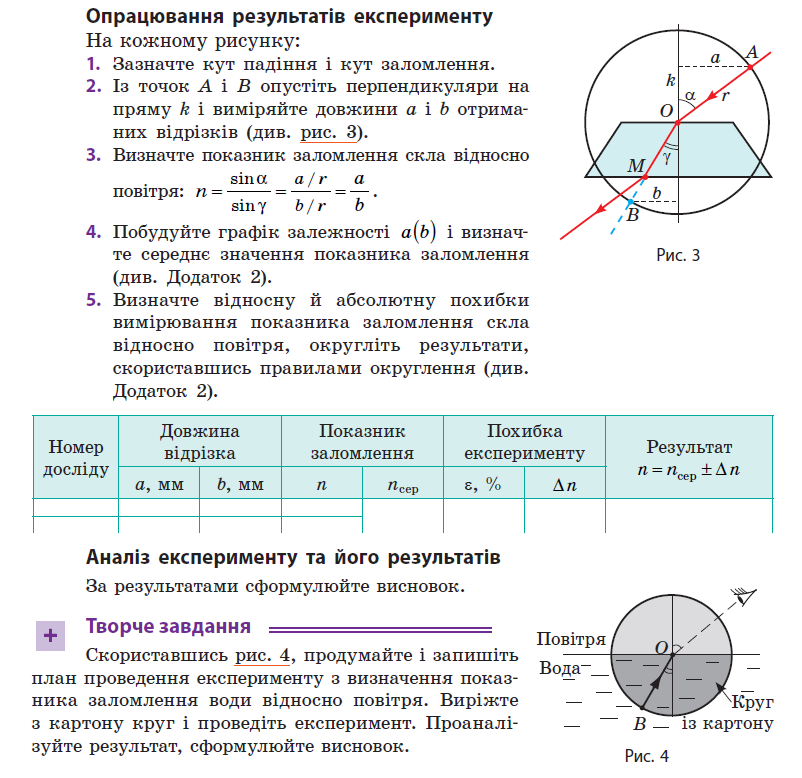 Опрацювання результатів експерименту
На кожному рисунку:
1. Зазначте кут падіння і кут заломлення.
2. Із точок A і B опустіть перпендикуляри на
пряму k і виміряйте довжини a і b отрима-
них відрізків (див. рис. 3).
3. Визначте показник заломлення скла відносно
повітря: n = sin α / sin γ = (a / r) / (b / r) = a / b .
4. Побудуйте графік залежності a(b) і визнач-
те середнє значення показника заломлення
(див. Додаток 2).
5. Визначте відносну й абсолютну похибки
вимірювання показника заломлення скла
відносно повітря, округліть результати,
скориставшись правилами округлення (див.
Додаток 2).
A
a
k
α
r
O
M
γ
b
B
Рис. 3
Номер
досліду
Довжина
відрізка
Показник
заломлення
Похибка
експерименту
Результат
n = nсер ± Δn
a, мм
b, мм
n
nсер
ε, %
Δn
Аналіз експерименту та його результатів
За результатами сформулюйте висновок.
+
Творче завдання
Скориставшись рис. 4, продумайте і запишіть
план проведення експерименту з визначення показ-
ника заломлення води відносно повітря. Виріжте
з картону круг і проведіть експеримент. Проаналі-
зуйте результат, сформулюйте висновок.
Повітря
O
Вода
Круг
B
із картону
Рис. 4